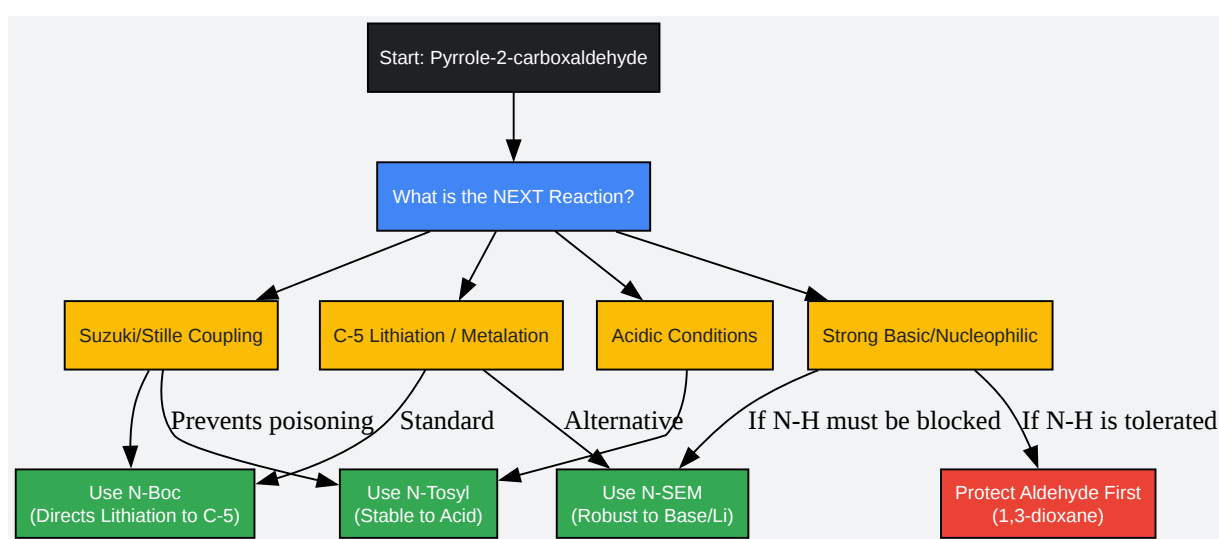 Start: Pyrrole-2-carboxaldehyde
What is the NEXT Reaction?
Suzuki/Stille Coupling
C-5 Lithiation / Metalation
Acidic Conditions
Strong Basic/Nucleophilic
Prevents poisoning
Standard
Alternative
If N-H must be blocked
If N-H is tolerated
Use N-Boc
(Directs Lithiation to C-5)
Use N-Tosyl
(Stable to Acid)
Use N-SEM
(Robust to Base/Li)
Protect Aldehyde First
(1,3-dioxane)